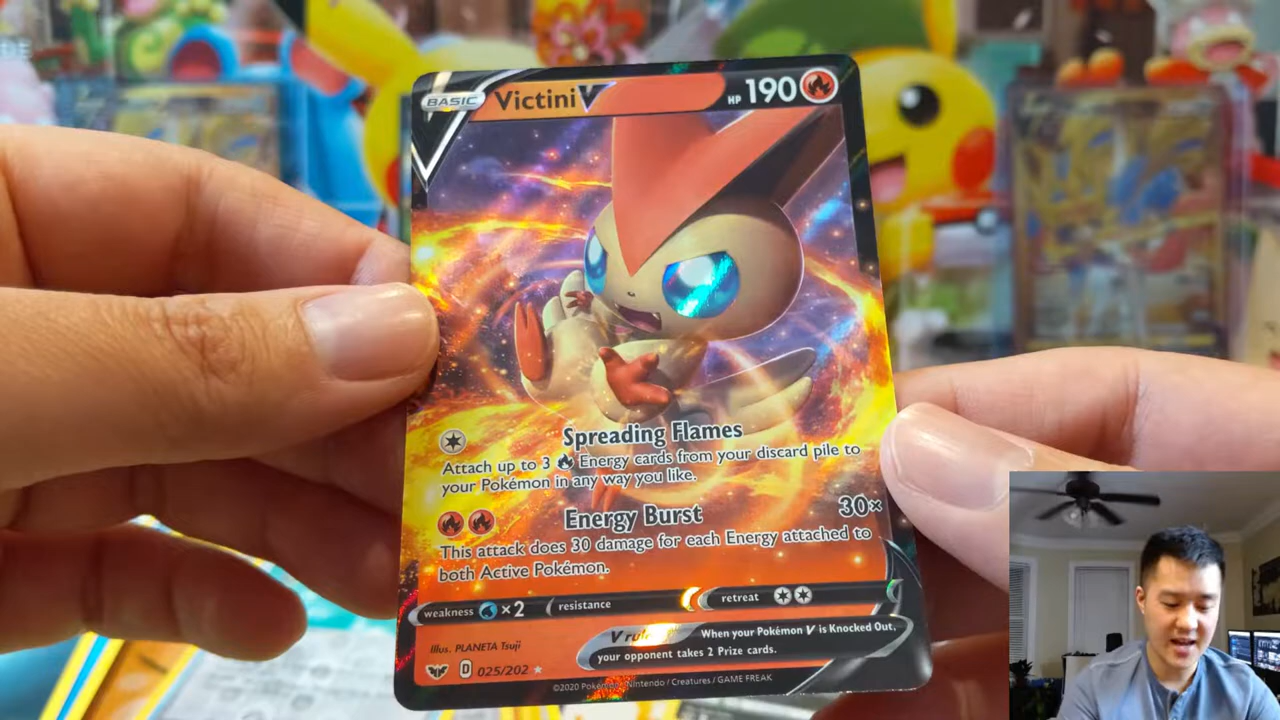 BASIC Victini V HP 190
Spreading Flames
Attach up to 3 Energy cards from your discard pile to
your Pokémon in any way you like.
Energy Burst 30×
This attack does 30 damage for each Energy attached to
both Active Pokémon.
weakness ×2 resistance retreat
Illus. PLANETA Tsuji
V rule When your Pokémon V is Knocked Out,
your opponent takes 2 Prize cards.
D 025/202 ★
©2020 Pokémon / Nintendo / Creatures / GAME FREAK